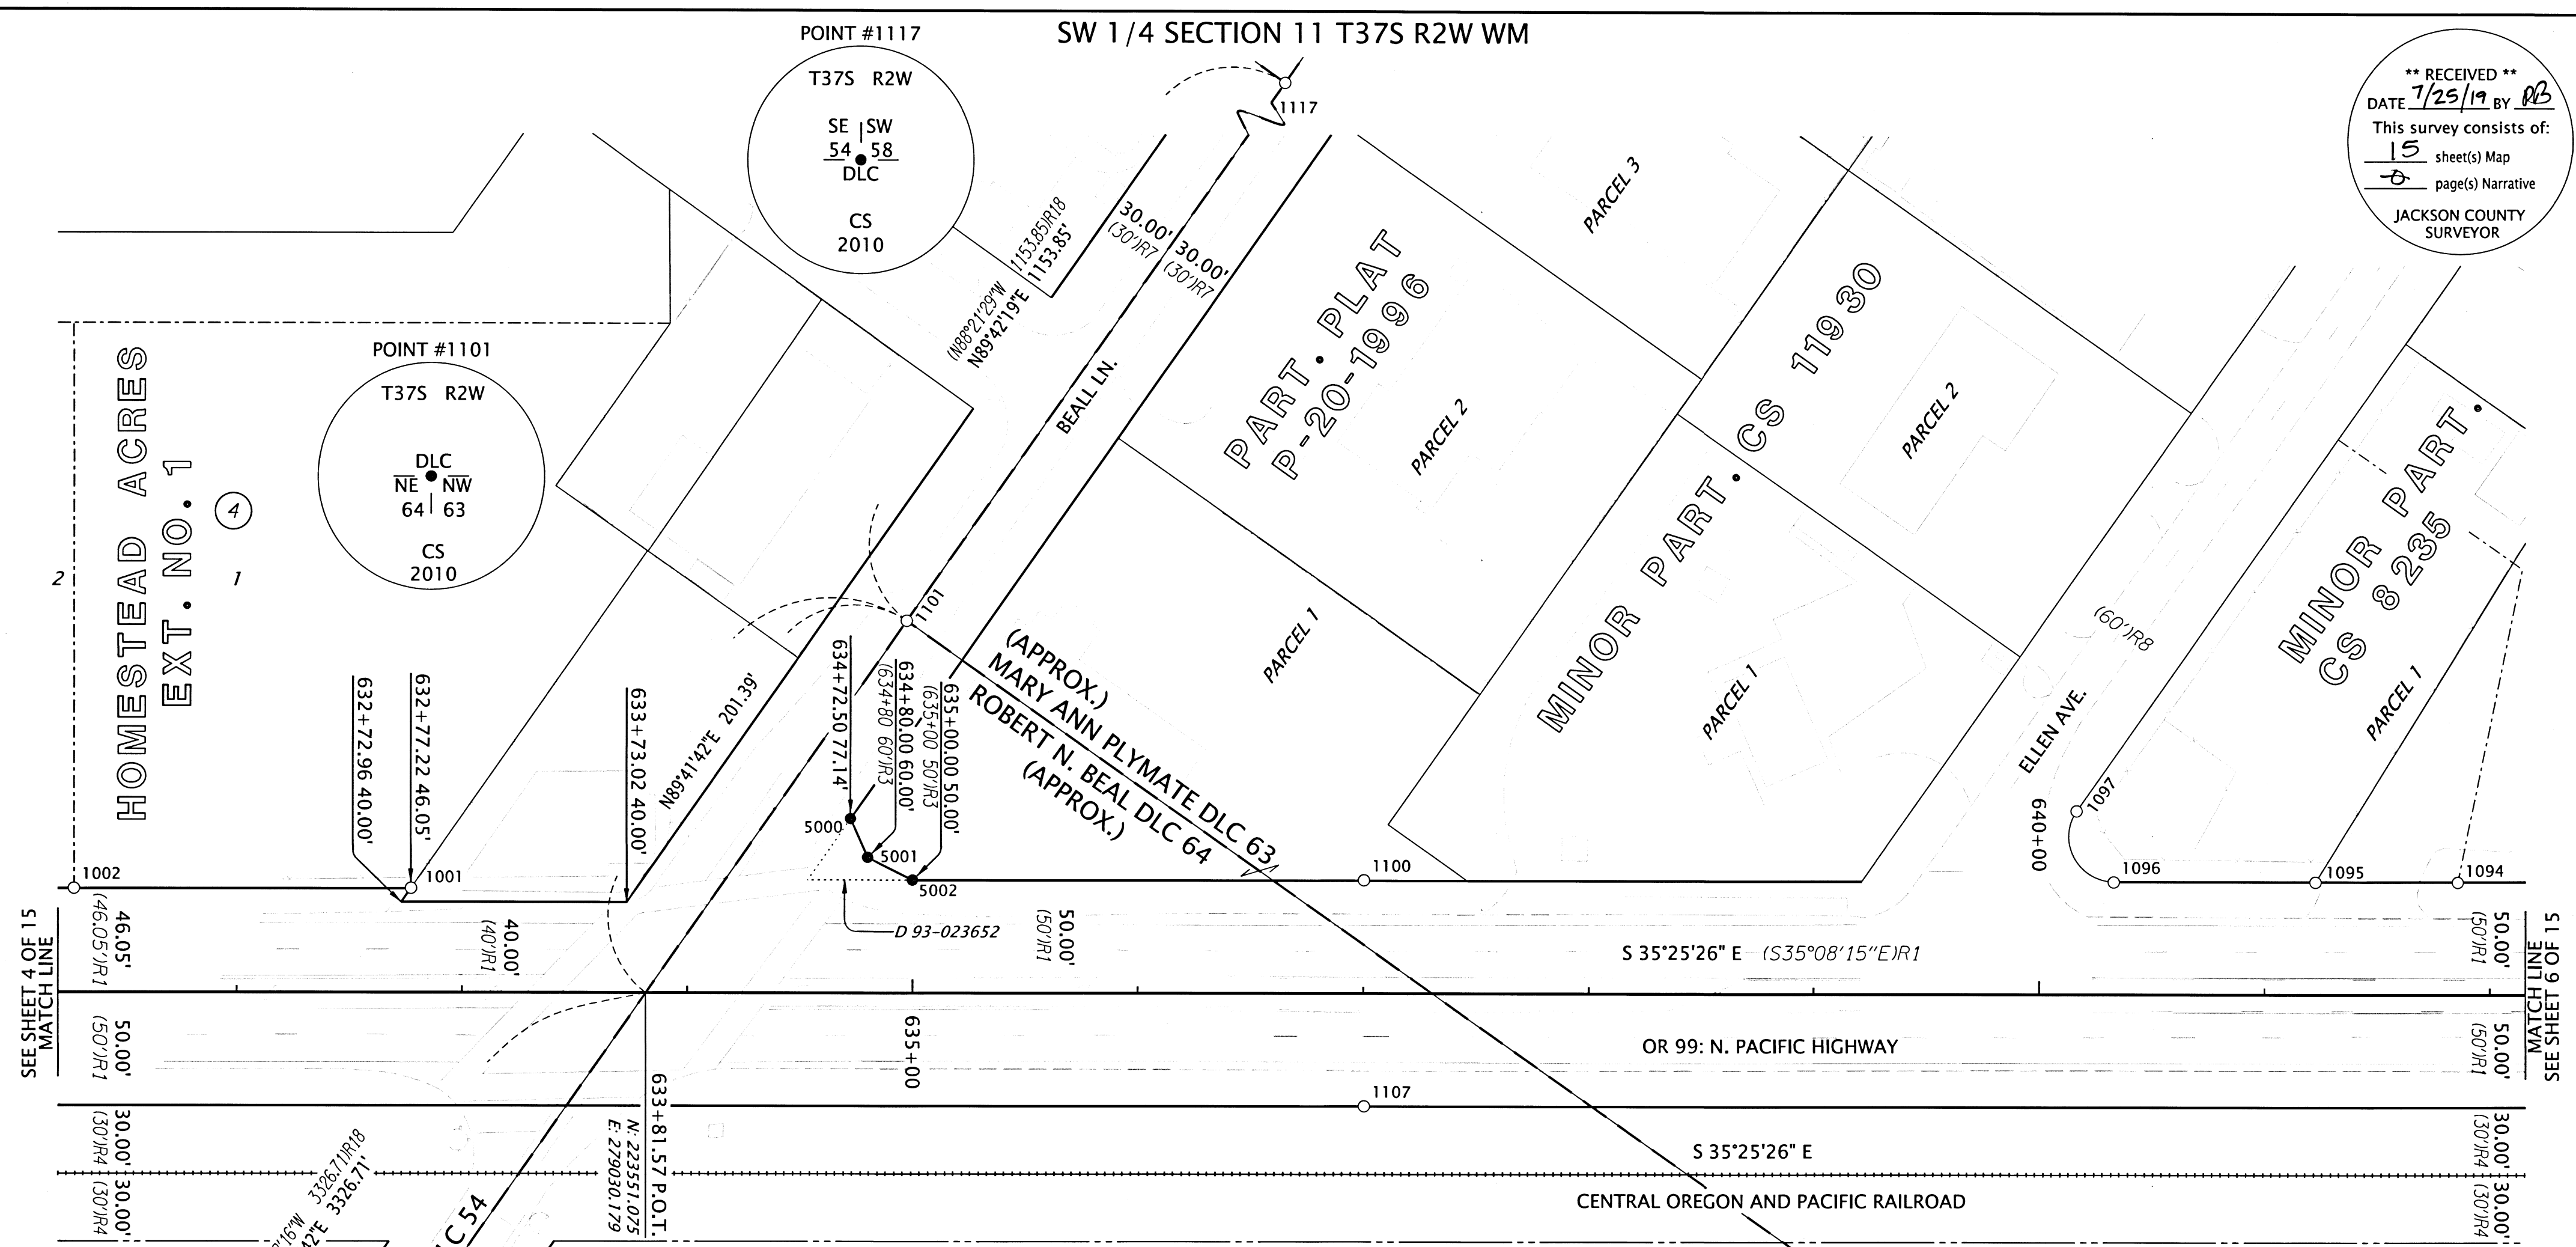 SW 1/4 SECTION 11 T37S R2W WM
POINT #1117
T37S R2W
SE | SW
54 58
DLC
CS
2010
1117
** RECEIVED **
DATE 7/25/19 BY RB
This survey consists of:
15 sheet(s) Map
0 page(s) Narrative
JACKSON COUNTY
SURVEYOR
POINT #1101
T37S R2W
DLC
NE NW
64 | 63
CS
2010
HOMESTEAD ACRES
EXT. NO. 1
4
1
2
(N88°21'29"W 1153.85)R18
N89°42'19"E 1153.85'
30.00'
(30')R7
30.00'
(30')R7
BEALL LN.
PART. PLAT
P-20-1996
PARCEL 3
PARCEL 2
PARCEL 1
MINOR PART. CS 11930
PARCEL 2
PARCEL 1
MINOR PART.
CS 8235
PARCEL 1
(60')R8
ELLEN AVE.
1101
(APPROX.)
MARY ANN PLYMATE DLC 63
ROBERT N. BEAL DLC 64
(APPROX.)
N89°41'42"E 201.39'
632+72.96 40.00'
632+77.22 46.05'
633+73.02 40.00'
634+72.50 77.14'
(634+80 60')R3
634+80.00 60.00'
(635+00 50')R3
635+00.00 50.00'
5000
5001
5002
1002
1001
1100
640+00
1097
1096
1095
1094
D 93-023652
SEE SHEET 4 OF 15
MATCH LINE
46.05'
(46.05')R1
40.00'
(40')R1
50.00'
(50')R1
S 35°25'26" E (S35°08'15"E)R1
50.00'
(50')R1
MATCH LINE
SEE SHEET 6 OF 15
50.00'
(50')R1
635+00
OR 99: N. PACIFIC HIGHWAY
50.00'
(50')R1
1107
633+81.57 P.O.T.
N: 223551.075
E: 279030.179
30.00'
(30')R4
30.00'
(30')R4
S 35°25'26" E
CENTRAL OREGON AND PACIFIC RAILROAD
30.00'
(30')R4
30.00'
(30')R4
16"W 3326.71)R18
42"E 3326.71'
LC 54